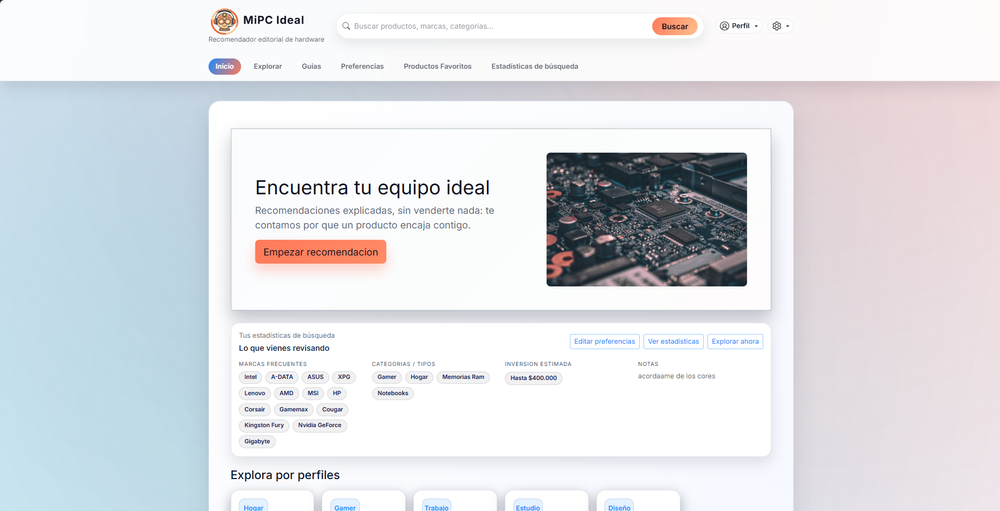 MiPC Ideal
Recomendador editorial de hardware
Buscar productos, marcas, categorias...
Buscar
Perfil
Inicio
Explorar
Guias
Preferencias
Productos Favoritos
Estadísticas de búsqueda
Encuentra tu equipo ideal
Recomendaciones explicadas, sin venderte nada: te
contamos por que un producto encaja contigo.
Empezar recomendacion
Tus estadísticas de búsqueda
Lo que vienes revisando
Editar preferencias
Ver estadísticas
Explorar ahora
MARCAS FRECUENTES
Intel A-DATA ASUS XPG
Lenovo AMD MSI HP
Corsair Gamemax Cougar
Kingston Fury Nvidia GeForce
Gigabyte
CATEGORIAS / TIPOS
Gamer Hogar Memorias Ram
Notebooks
INVERSION ESTIMADA
Hasta $400.000
NOTAS
acordaame de los cores
Explora por perfiles
Hogar
Gamer
Trabajo
Estudio
Diseño